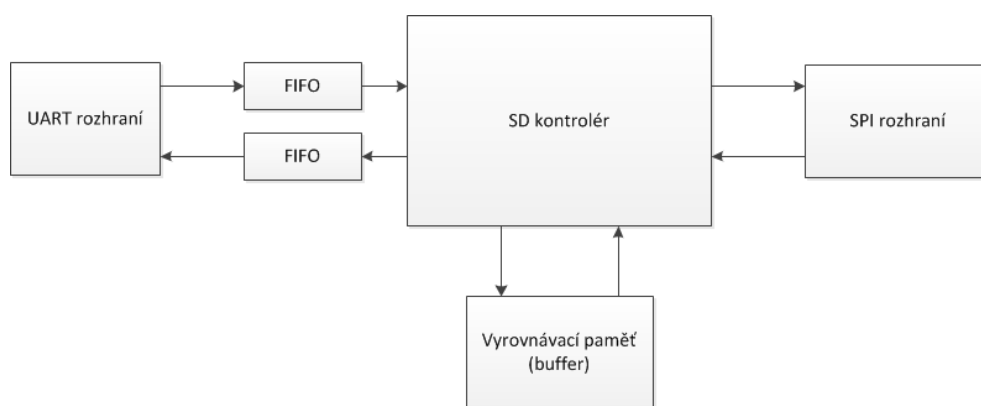 UART rozhraní
FIFO
FIFO
SD kontrolér
SPI rozhraní
Vyrovnávací paměť
(buffer)